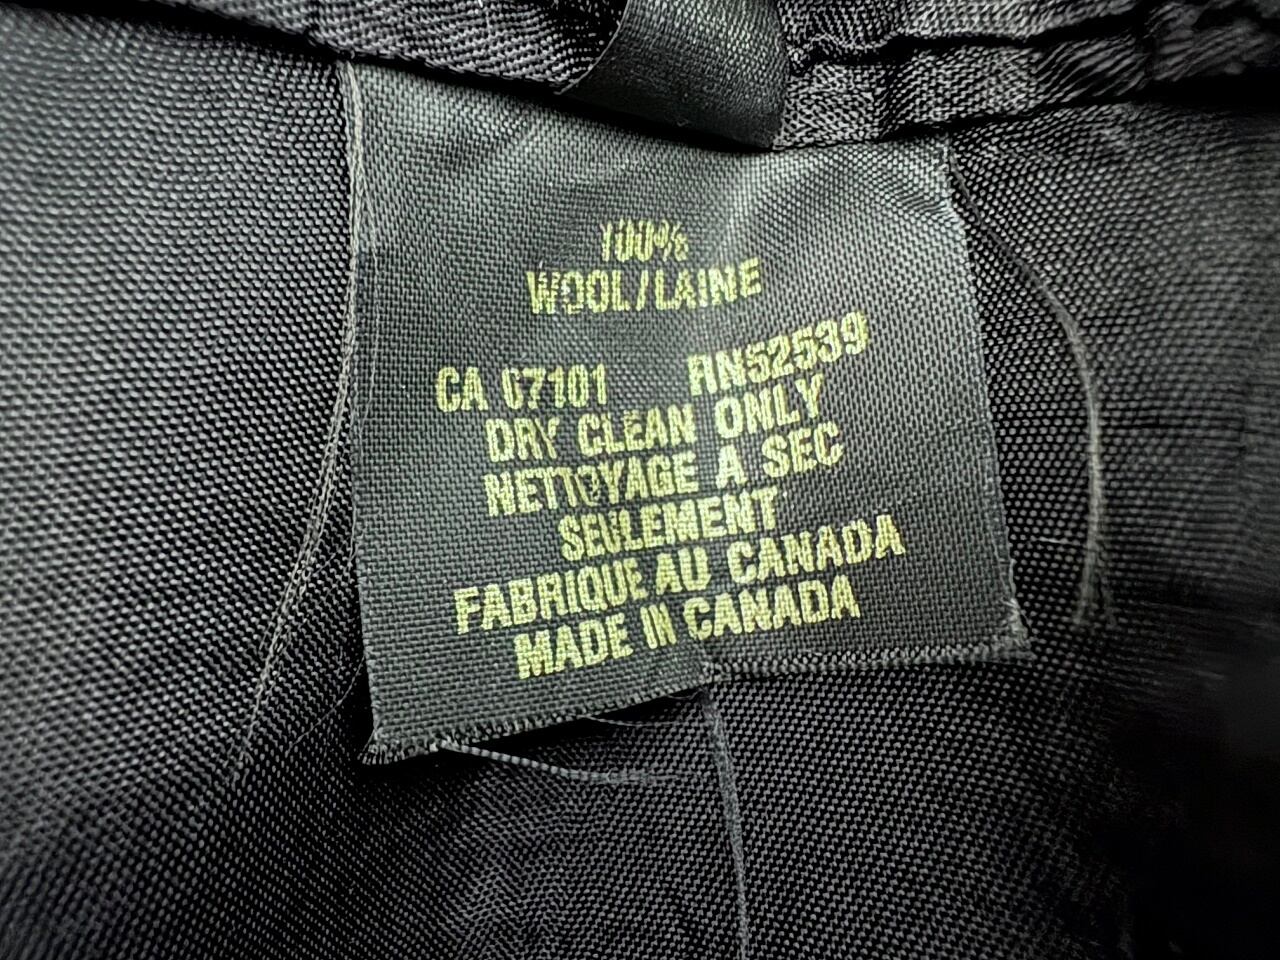 100%
WOOL/LAINE
CA 07101 RN52539
DRY CLEAN ONLY
NETTOYAGE A SEC
SEULEMENT
FABRIQUE AU CANADA
MADE IN CANADA